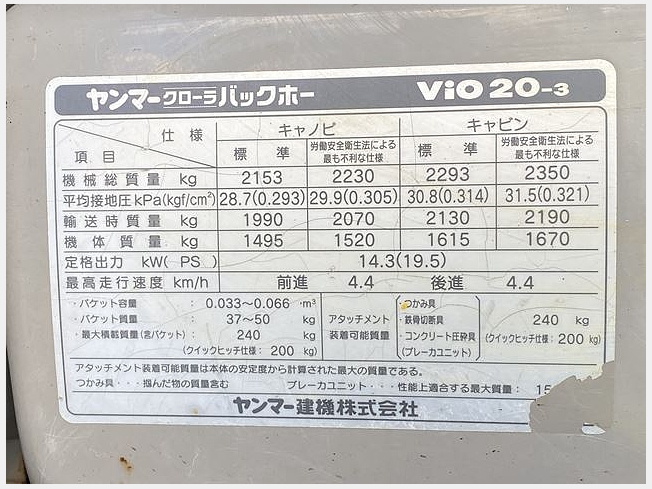 ヤンマークローラバックホー ViO20-3
仕様 キャノピ キャビン
項目 標準 労働安全衛生法による最も不利な仕様 標準 労働安全衛生法による最も不利な仕様
機械総質量 kg 2153 2230 2293 2350
平均接地圧 kPa(kgf/cm²) 28.7(0.293) 29.9(0.305) 30.8(0.314) 31.5(0.321)
輸送時質量 kg 1990 2070 2130 2190
機体質量 kg 1495 1520 1615 1670
定格出力 kW( PS) 14.3(19.5)
最高走行速度 km/h 前進 4.4 後進 4.4
・バケット容量 : 0.033～0.066 m³
・バケット質量 : 37～50 kg
・最大積載質量(含バケット) : 240 kg
(クイックヒッチ仕様 : 200 kg)
アタッチメント
装着可能質量
・つかみ具
・鉄骨切断具
・コンクリート圧砕具
(ブレーカユニット)
240 kg
(クイックヒッチ仕様 : 200 kg)
アタッチメント装着可能質量は本体の安定度から計算された最大の質量である。
つかみ具・・・掴んだ物の質量含む ブレーカユニット・・・性能上適合する最大質量 :
ヤンマー建機株式会社